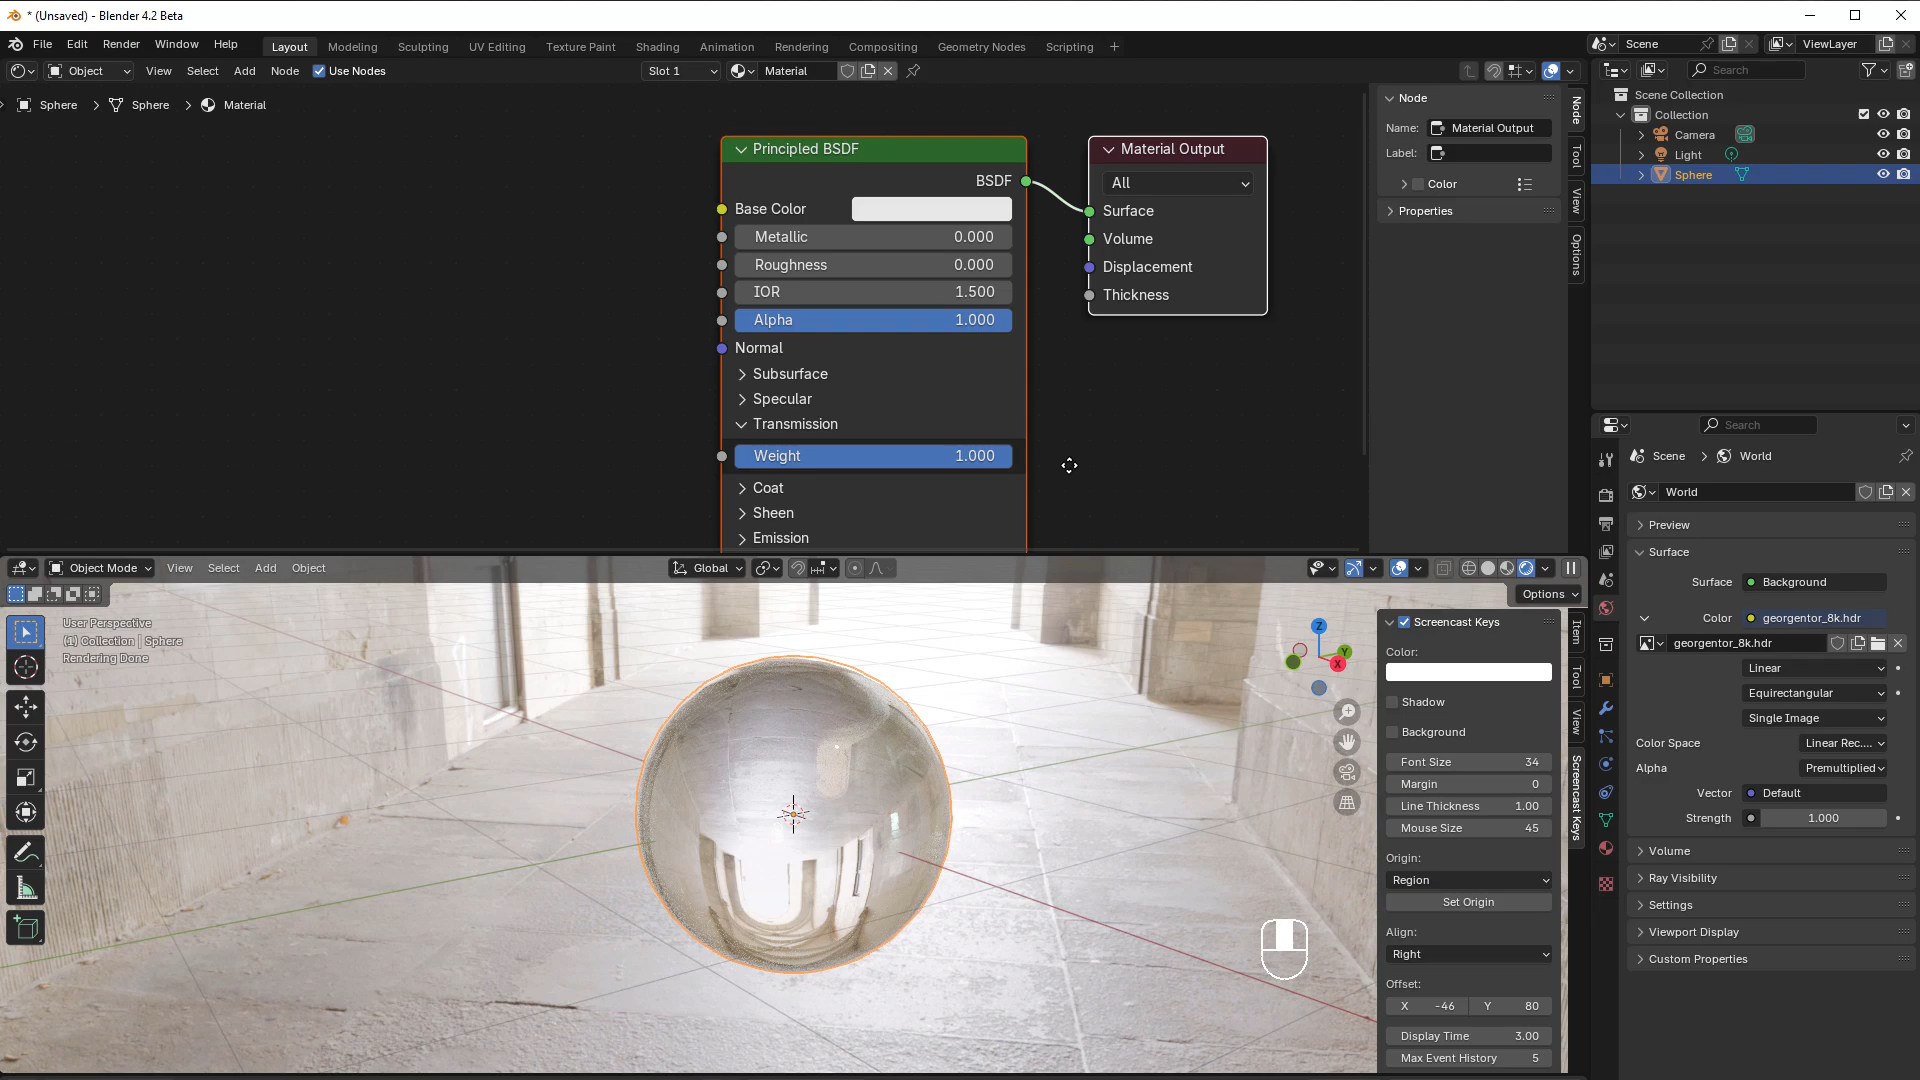 * (Unsaved) - Blender 4.2 Beta
File Edit Render Window Help Layout Modeling Sculpting UV Editing Texture Paint Shading Animation Rendering Compositing Geometry Nodes Scripting + Scene ViewLayer
Object View Select Add Node Use Nodes Slot 1 Material Search
Sphere > Sphere > Material
Principled BSDF
BSDF
Base Color
Metallic 0.000
Roughness 0.000
IOR 1.500
Alpha 1.000
Normal
Subsurface
Specular
Transmission
Weight 1.000
Coat
Sheen
Emission
Material Output
All
Surface
Volume
Displacement
Thickness
Node
Name: Material Output
Label:
Color
Properties
Node
Tool
View
Options
Scene Collection
Collection
Camera
Light
Sphere
Object Mode View Select Add Object Global
Options
User Perspective
(1) Collection | Sphere
Rendering Done
Z
Y
X
Screencast Keys
Color:
Shadow
Background
Font Size 34
Margin 0
Line Thickness 1.00
Mouse Size 45
Origin:
Region
Set Origin
Align:
Right
Offset:
X -46 Y 80
Display Time 3.00
Max Event History 5
Item
Tool
View
Screencast Keys
Search
Scene > World
World
Preview
Surface
Surface Background
Color georgentor_8k.hdr
georgentor_8k.hdr
Linear
Equirectangular
Single Image
Color Space Linear Rec....
Alpha Premultiplied
Vector Default
Strength 1.000
Volume
Ray Visibility
Settings
Viewport Display
Custom Properties